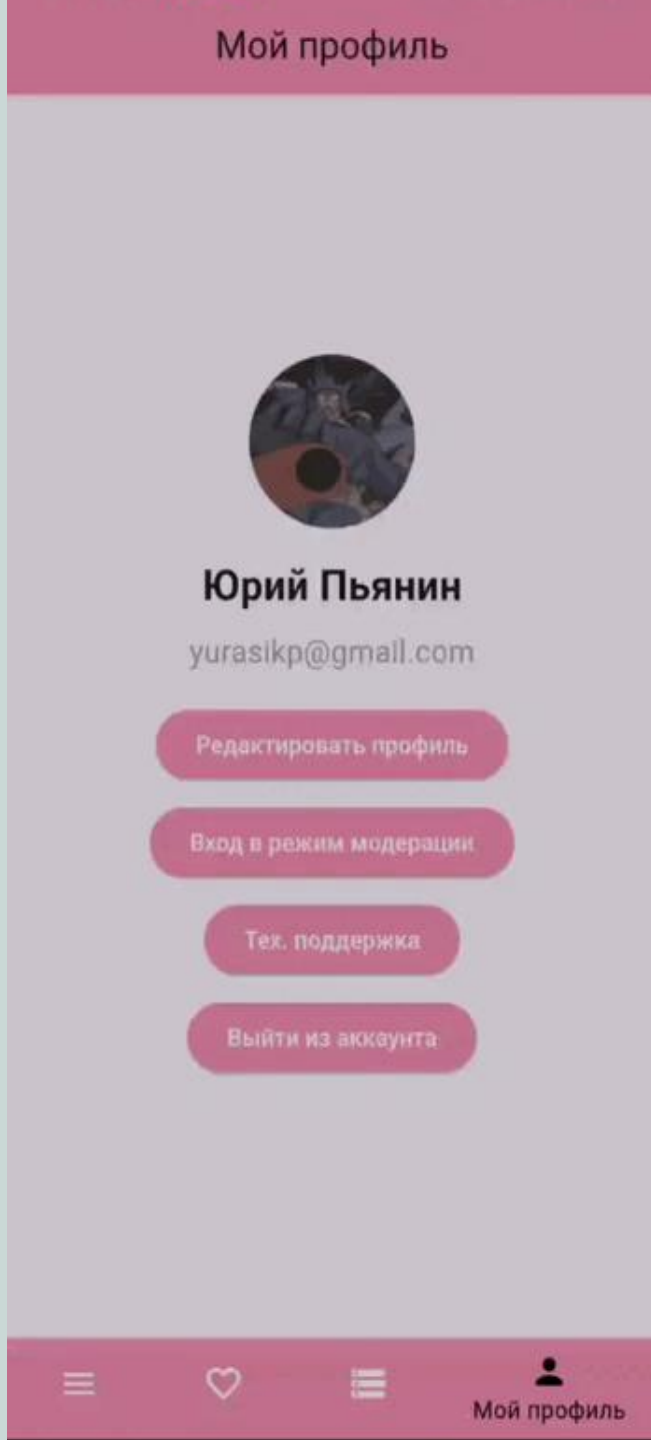 Мой профиль
Юрий Пьянин
yurasikp@gmail.com
Редактировать профиль
Вход в режим модерации
Тех. поддержка
Выйти из аккаунта
Мой профиль